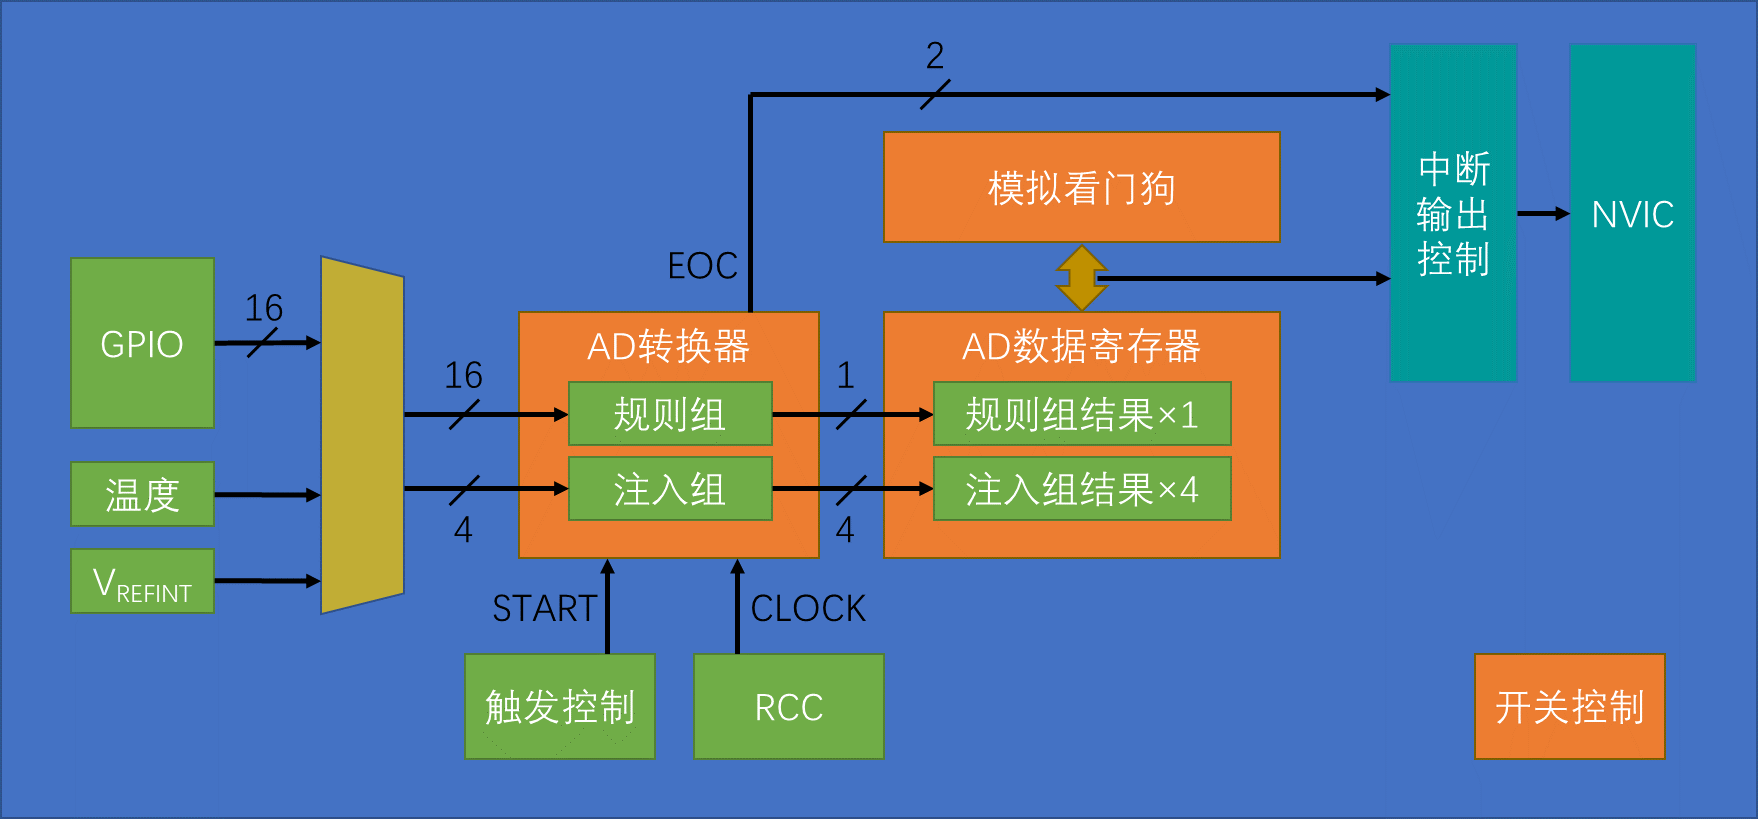 2
模拟看门狗
中断
输出
控制
NVIC
EOC
GPIO
16
AD转换器
AD数据寄存器
16
规则组
1
规则组结果×1
温度
4
注入组
4
注入组结果×4
VREFINT
START
CLOCK
触发控制
RCC
开关控制